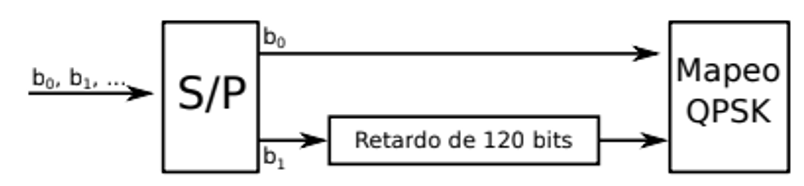 b₀, b₁, ...
S/P
b₀
b₁
Retardo de 120 bits
Mapeo
QPSK